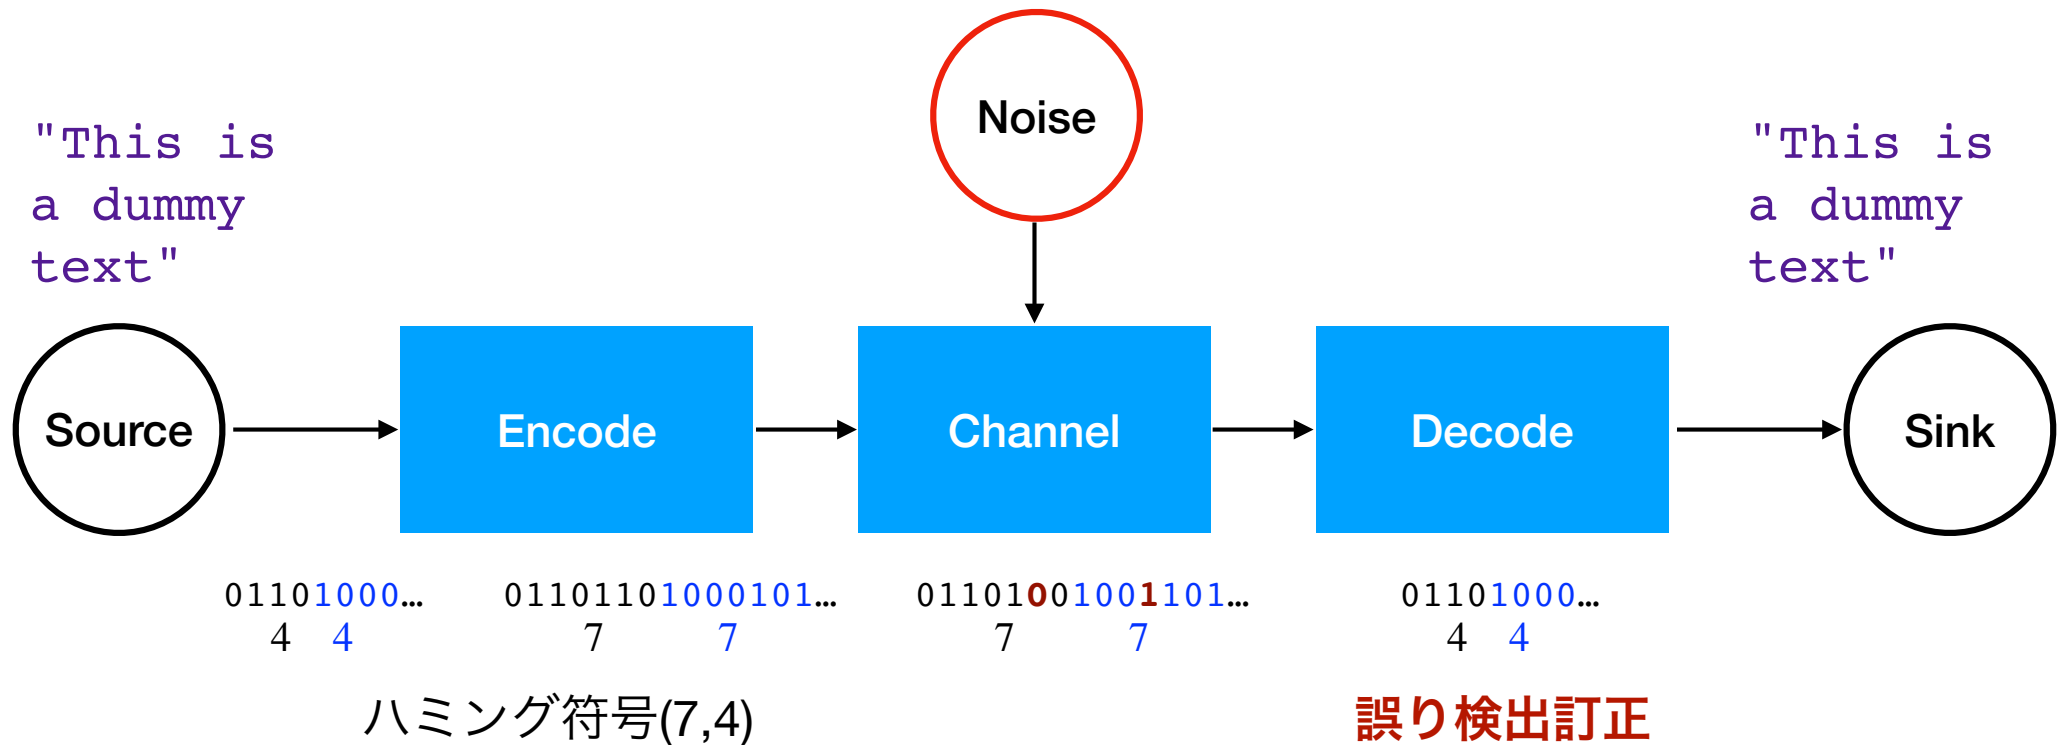 Noise
"This is
a dummy
text"
"This is
a dummy
text"
Source
Encode
Channel
Decode
Sink
01101000…
01101101000101…
01101001001101…
01101000…
4 4
7 7
7 7
4 4
ハミング符号(7,4)
誤り検出訂正